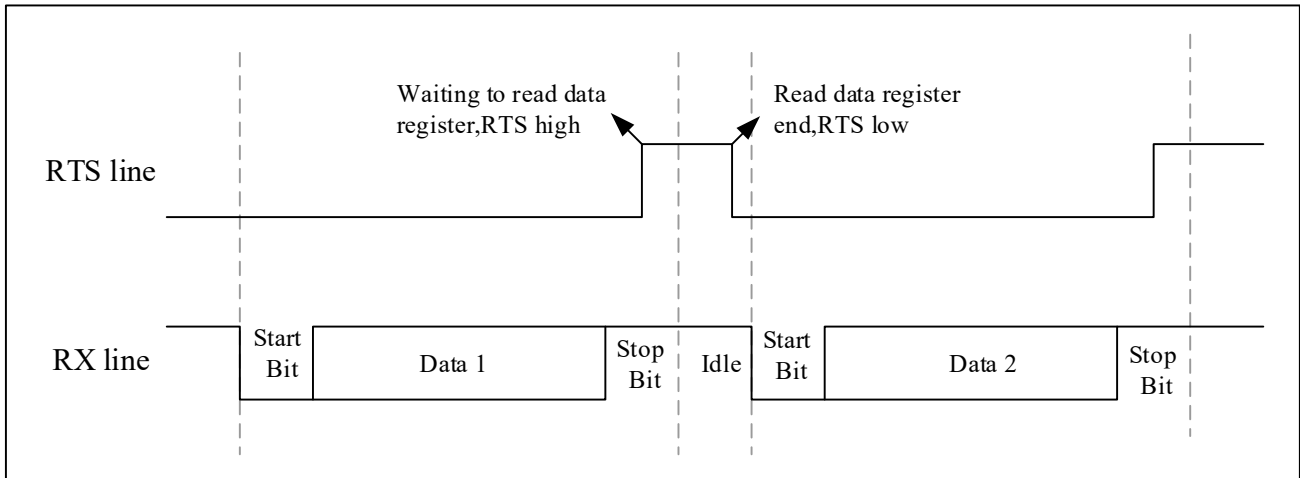 Waiting to read data
register,RTS high
Read data register
end,RTS low
RTS line
RX line
Start
Bit
Data 1
Stop
Bit
Idle
Start
Bit
Data 2
Stop
Bit